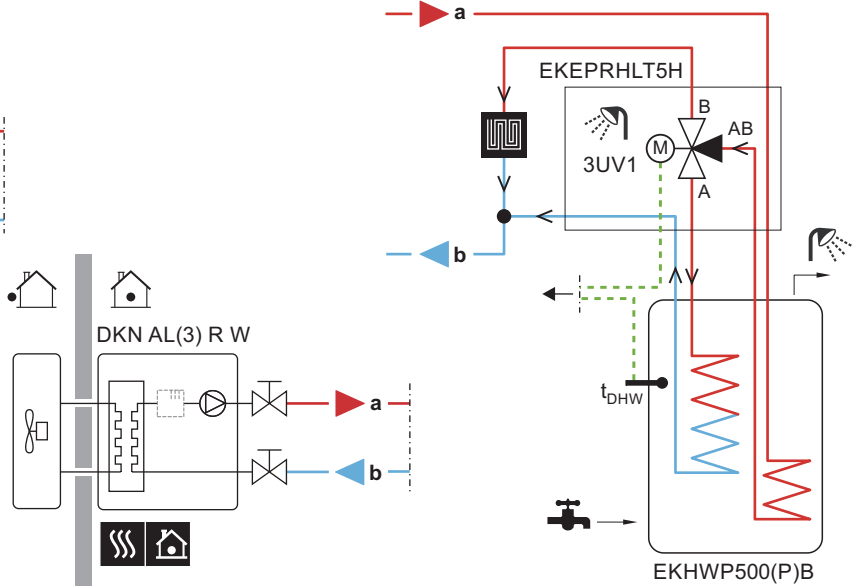 a
EKEPRHLT5H
B
AB
M
3UV1
A
b
DKN AL(3) R W
a
tDHW
b
EKHWP500(P)B